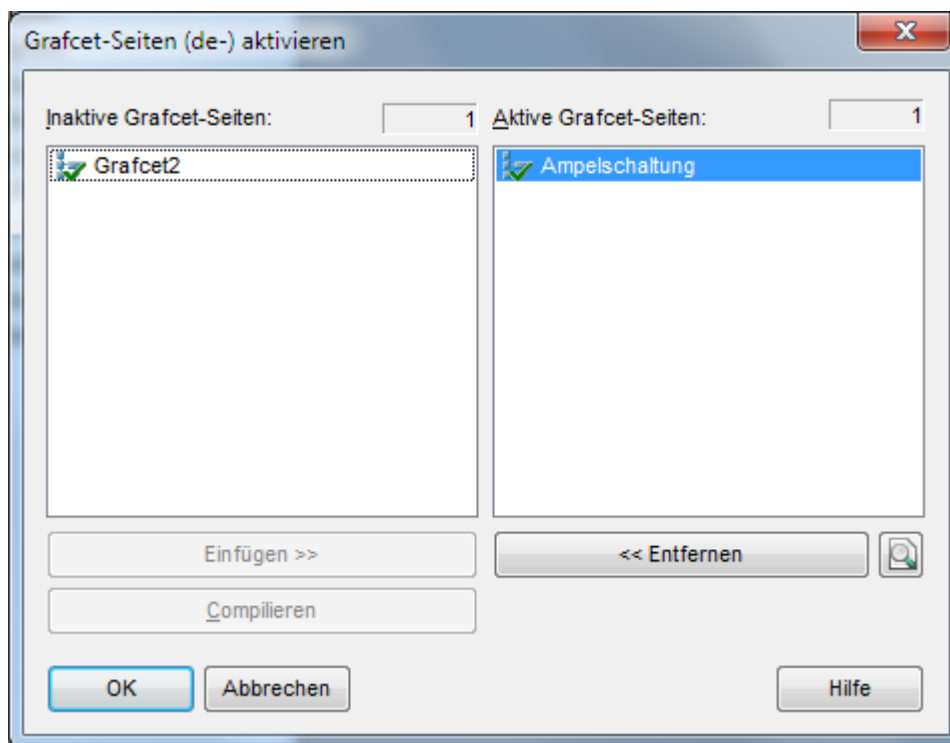 Grafcet-Seiten (de-) aktivieren
Inaktive Grafcet-Seiten: 1 Aktive Grafcet-Seiten: 1
Grafcet2 Ampelschaltung
Einfügen >> << Entfernen
Compilieren
OK Abbrechen Hilfe